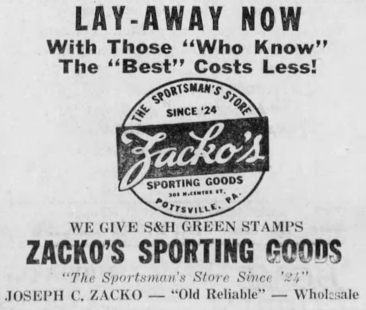 LAY-AWAY NOW
With Those "Who Know"
The "Best" Costs Less!
THE SPORTSMAN'S STORE
SINCE '24
Zacko's
SPORTING GOODS
208 N. CENTRE ST.
POTTSVILLE, PA.
WE GIVE S&H GREEN STAMPS
ZACKO'S SPORTING GOODS
"The Sportsman's Store Since '24"
JOSEPH C. ZACKO — "Old Reliable" — Wholesale